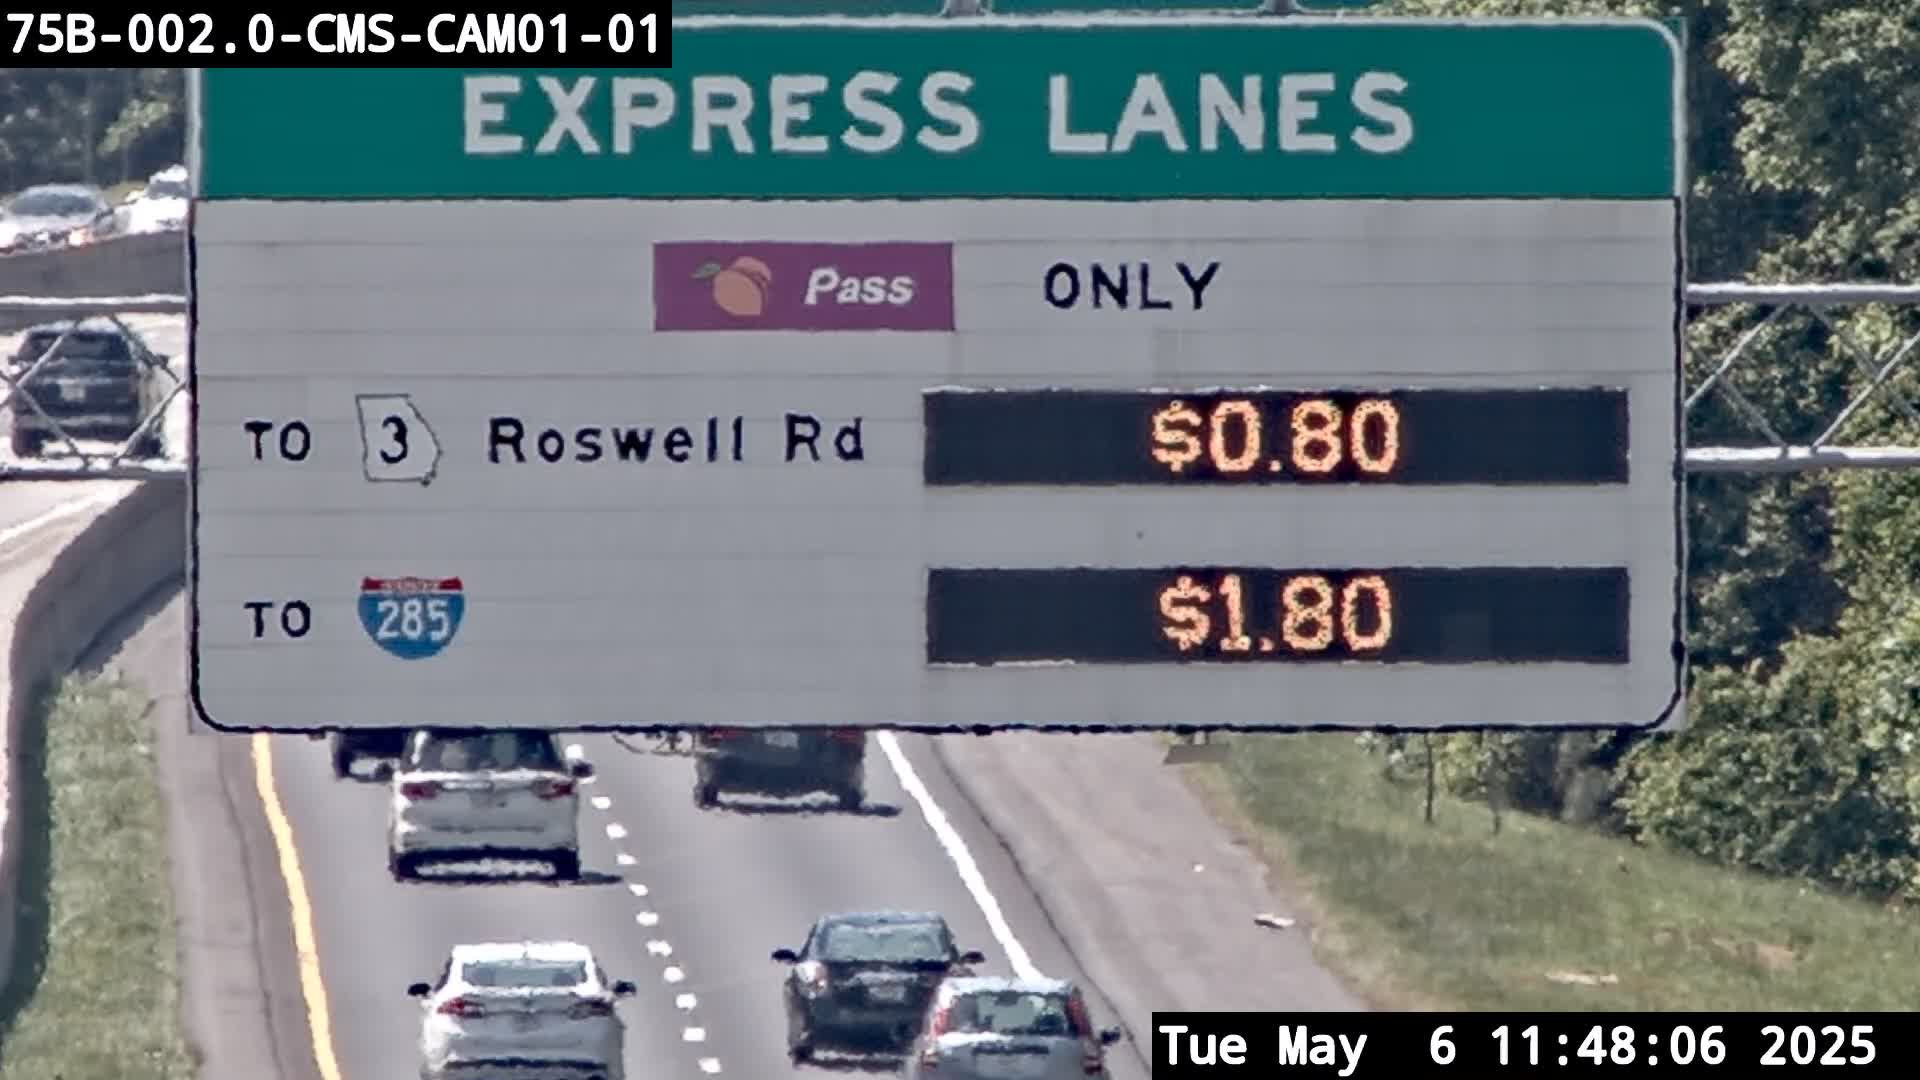 75B-002.0-CMS-CAM01-01
EXPRESS LANES
Pass ONLY
TO 3 Roswell Rd $0.80
TO 285 $1.80
Tue May 6 11:48:06 2025